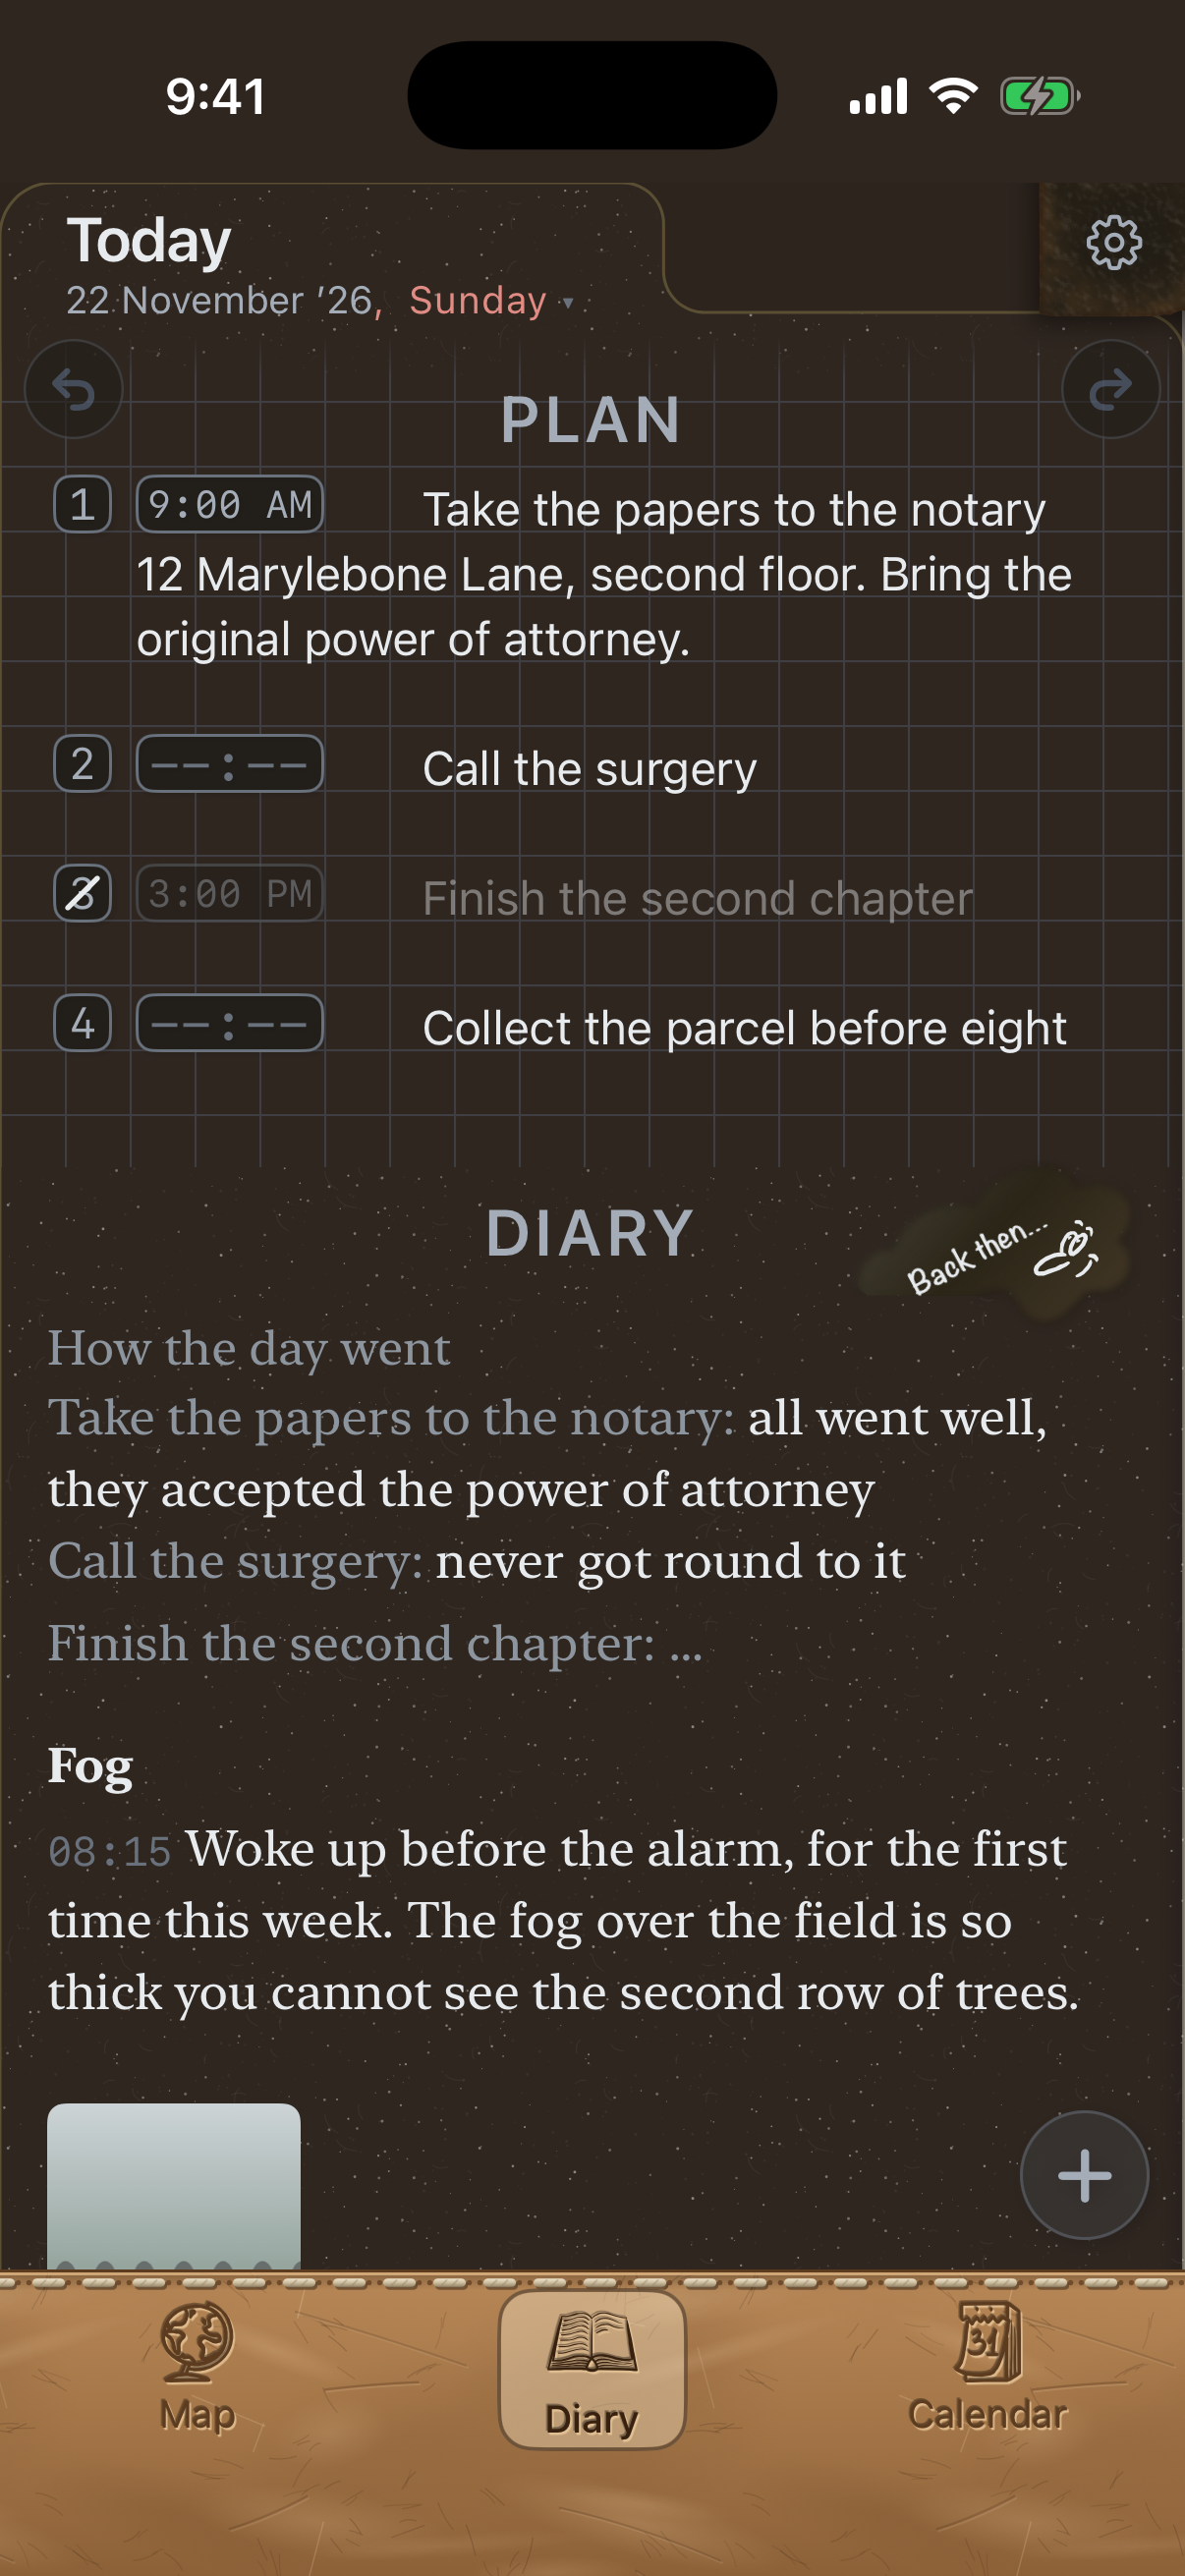 9:41
Today
22 November ’26, Sunday
PLAN
1 9:00 AM Take the papers to the notary
12 Marylebone Lane, second floor. Bring the
original power of attorney.
2 --:-- Call the surgery
3 3:00 PM Finish the second chapter
4 --:-- Collect the parcel before eight
DIARY
Back then...
How the day went
Take the papers to the notary: all went well,
they accepted the power of attorney
Call the surgery: never got round to it
Finish the second chapter: ...
Fog
08:15 Woke up before the alarm, for the first
time this week. The fog over the field is so
thick you cannot see the second row of trees.
31
Map
Diary
Calendar